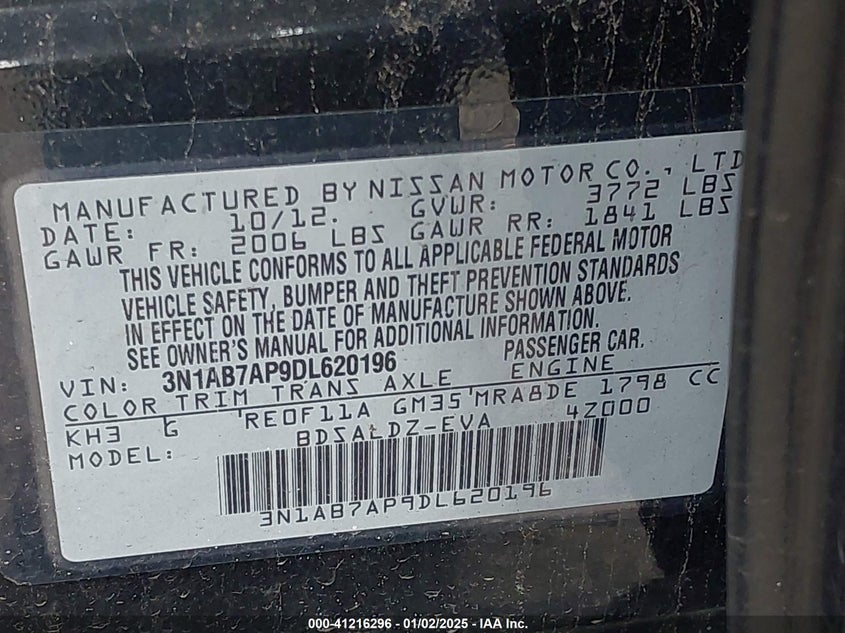 MANUFACTURED BY NISSAN MOTOR CO., LTD
DATE: 10/12. GVWR: 3772 LBS
GAWR FR: 2006 LBS GAWR RR: 1841 LBS
THIS VEHICLE CONFORMS TO ALL APPLICABLE FEDERAL MOTOR
VEHICLE SAFETY, BUMPER AND THEFT PREVENTION STANDARDS
IN EFFECT ON THE DATE OF MANUFACTURE SHOWN ABOVE.
SEE OWNER'S MANUAL FOR ADDITIONAL INFORMATION.
VIN: 3N1AB7AP9DL620196 PASSENGER CAR.
COLOR TRIM TRANS AXLE ENGINE
KH3 G RE0F11A GM35 MRA8DE 1798 CC
MODEL: BDSALDZ-EVA 4Z000
3N1AB7AP9DL620196
000-41216296 - 01/02/2025 - IAA Inc.